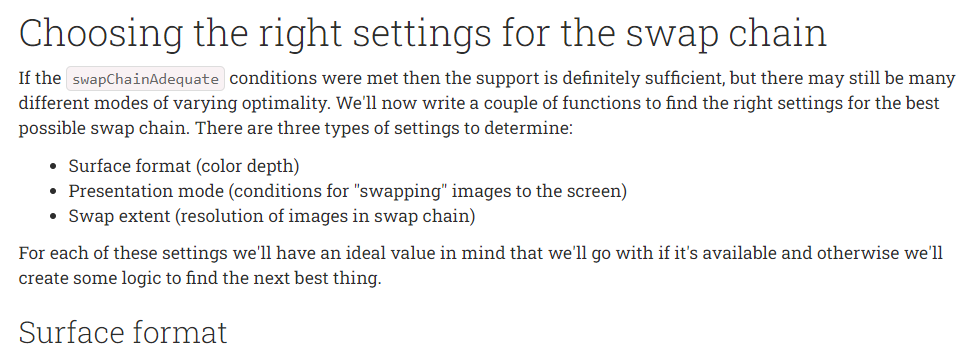 Choosing the right settings for the swap chain
If the swapChainAdequate conditions were met then the support is definitely sufficient, but there may still be many
different modes of varying optimality. We'll now write a couple of functions to find the right settings for the best
possible swap chain. There are three types of settings to determine:
• Surface format (color depth)
• Presentation mode (conditions for "swapping" images to the screen)
• Swap extent (resolution of images in swap chain)
For each of these settings we'll have an ideal value in mind that we'll go with if it's available and otherwise we'll
create some logic to find the next best thing.
Surface format